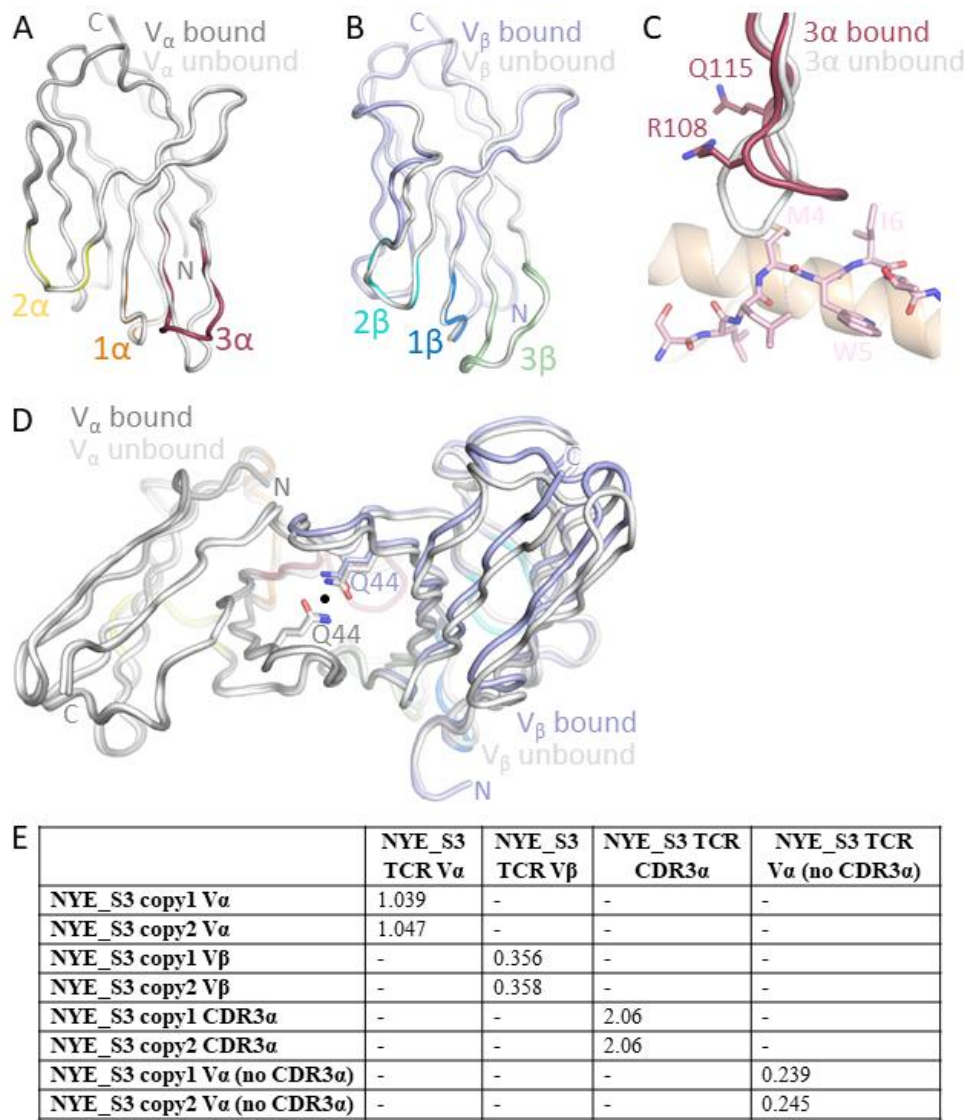 A
C
Vα bound
Vα unbound
N
2α
1α
3α
B
C
Vβ bound
Vβ unbound
N
2β
1β
3β
C
3α bound
3α unbound
Q115
R108
M4
I6
W5
D
Vα bound
Vα unbound
N
C
Q44
Q44
C
Vβ bound
Vβ unbound
N
E
NYE_S3 TCR Vα NYE_S3 TCR Vβ NYE_S3 TCR CDR3α NYE_S3 TCR Vα (no CDR3α)
NYE_S3 copy1 Vα 1.039 - - -
NYE_S3 copy2 Vα 1.047 - - -
NYE_S3 copy1 Vβ - 0.356 - -
NYE_S3 copy2 Vβ - 0.358 - -
NYE_S3 copy1 CDR3α - - 2.06 -
NYE_S3 copy2 CDR3α - - 2.06 -
NYE_S3 copy1 Vα (no CDR3α) - - - 0.239
NYE_S3 copy2 Vα (no CDR3α) - - - 0.245